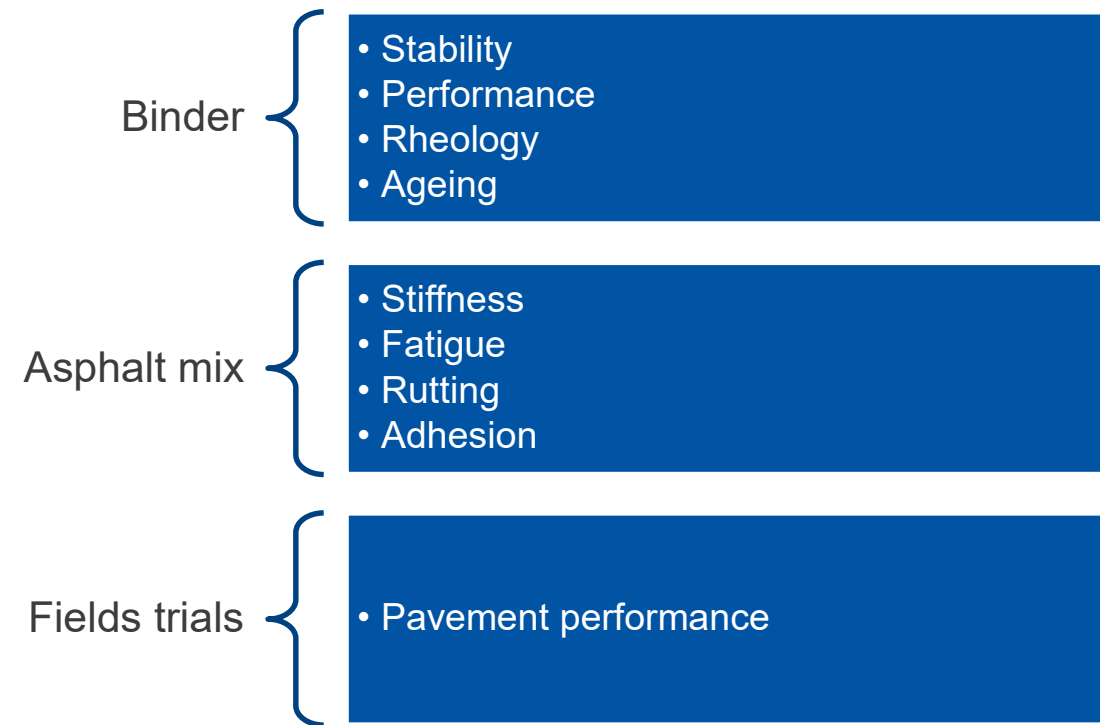 Binder
• Stability
• Performance
• Rheology
• Ageing
Asphalt mix
• Stiffness
• Fatigue
• Rutting
• Adhesion
Fields trials
• Pavement performance